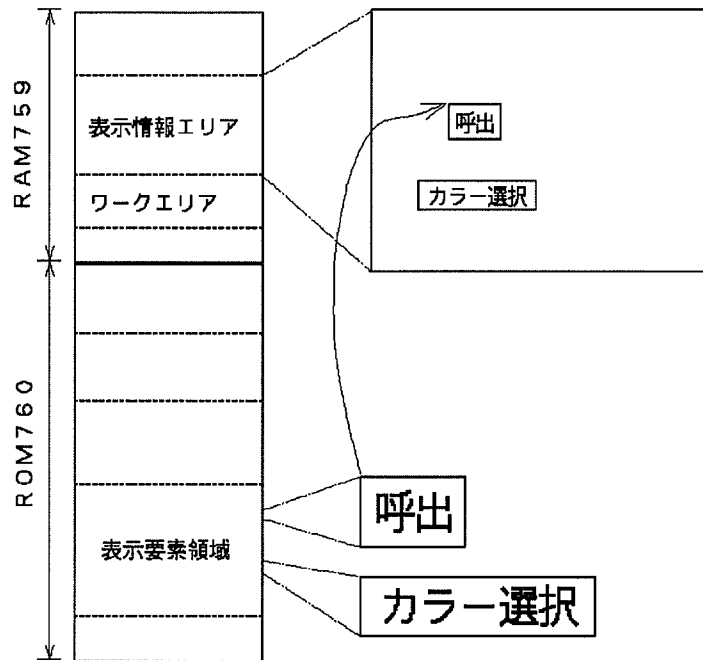 RAM759
表示情報エリア
ワークエリア
呼出
カラー選択
ROM760
表示要素領域
呼出
カラー選択